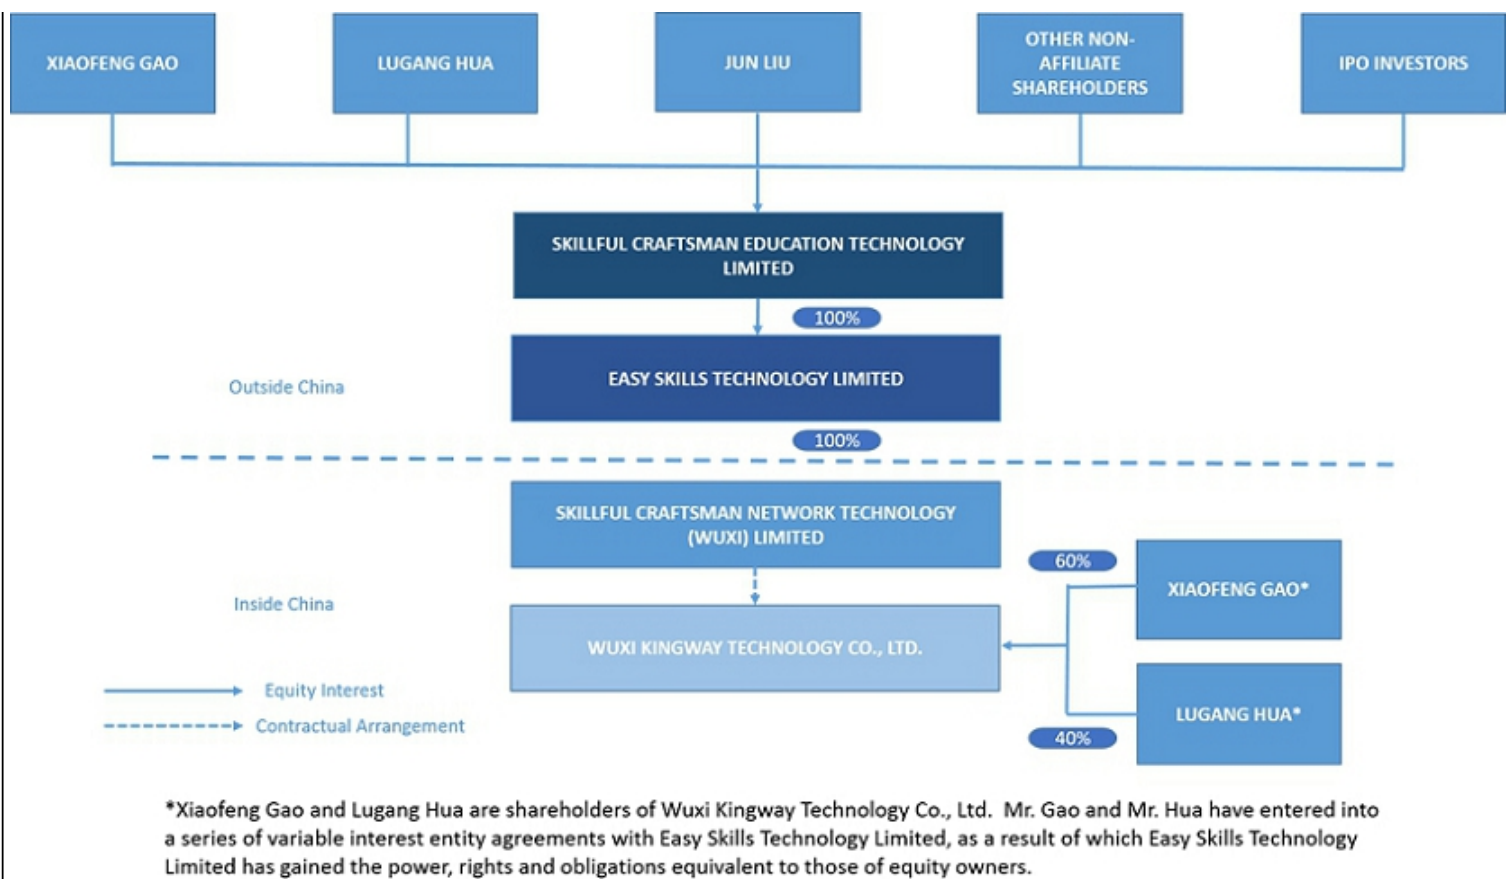 XIAOFENG GAO
LUGANG HUA
JUN LIU
OTHER NON-
AFFILIATE
SHAREHOLDERS
IPO INVESTORS
SKILLFUL CRAFTSMAN EDUCATION TECHNOLOGY
LIMITED
100%
EASY SKILLS TECHNOLOGY LIMITED
Outside China
100%
SKILLFUL CRAFTSMAN NETWORK TECHNOLOGY
(WUXI) LIMITED
60%
XIAOFENG GAO*
Inside China
WUXI KINGWAY TECHNOLOGY CO., LTD.
Equity Interest
LUGANG HUA*
Contractual Arrangement
40%
*Xiaofeng Gao and Lugang Hua are shareholders of Wuxi Kingway Technology Co., Ltd. Mr. Gao and Mr. Hua have entered into
a series of variable interest entity agreements with Easy Skills Technology Limited, as a result of which Easy Skills Technology
Limited has gained the power, rights and obligations equivalent to those of equity owners.